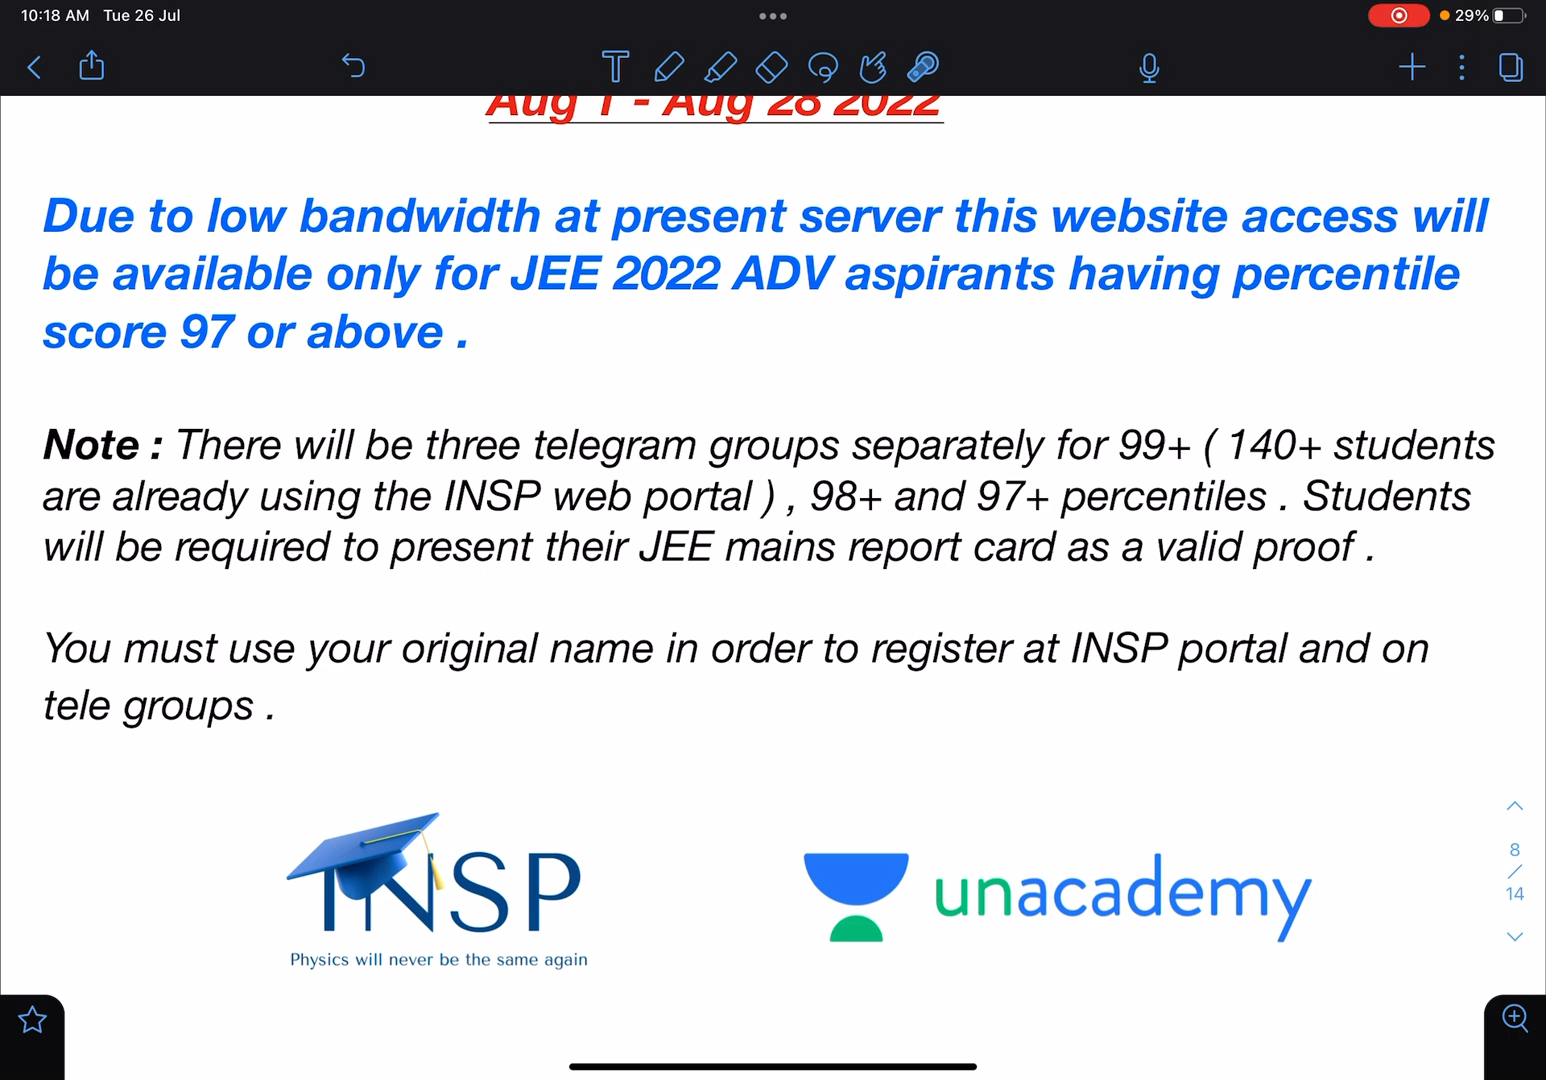 10:18 AM Tue 26 Jul
29%
Aug 1 - Aug 28 2022
Due to low bandwidth at present server this website access will
be available only for JEE 2022 ADV aspirants having percentile
score 97 or above .
Note : There will be three telegram groups separately for 99+ ( 140+ students
are already using the INSP web portal ) , 98+ and 97+ percentiles . Students
will be required to present their JEE mains report card as a valid proof .
You must use your original name in order to register at INSP portal and on
tele groups .
INSP
Physics will never be the same again
unacademy
8
/
14